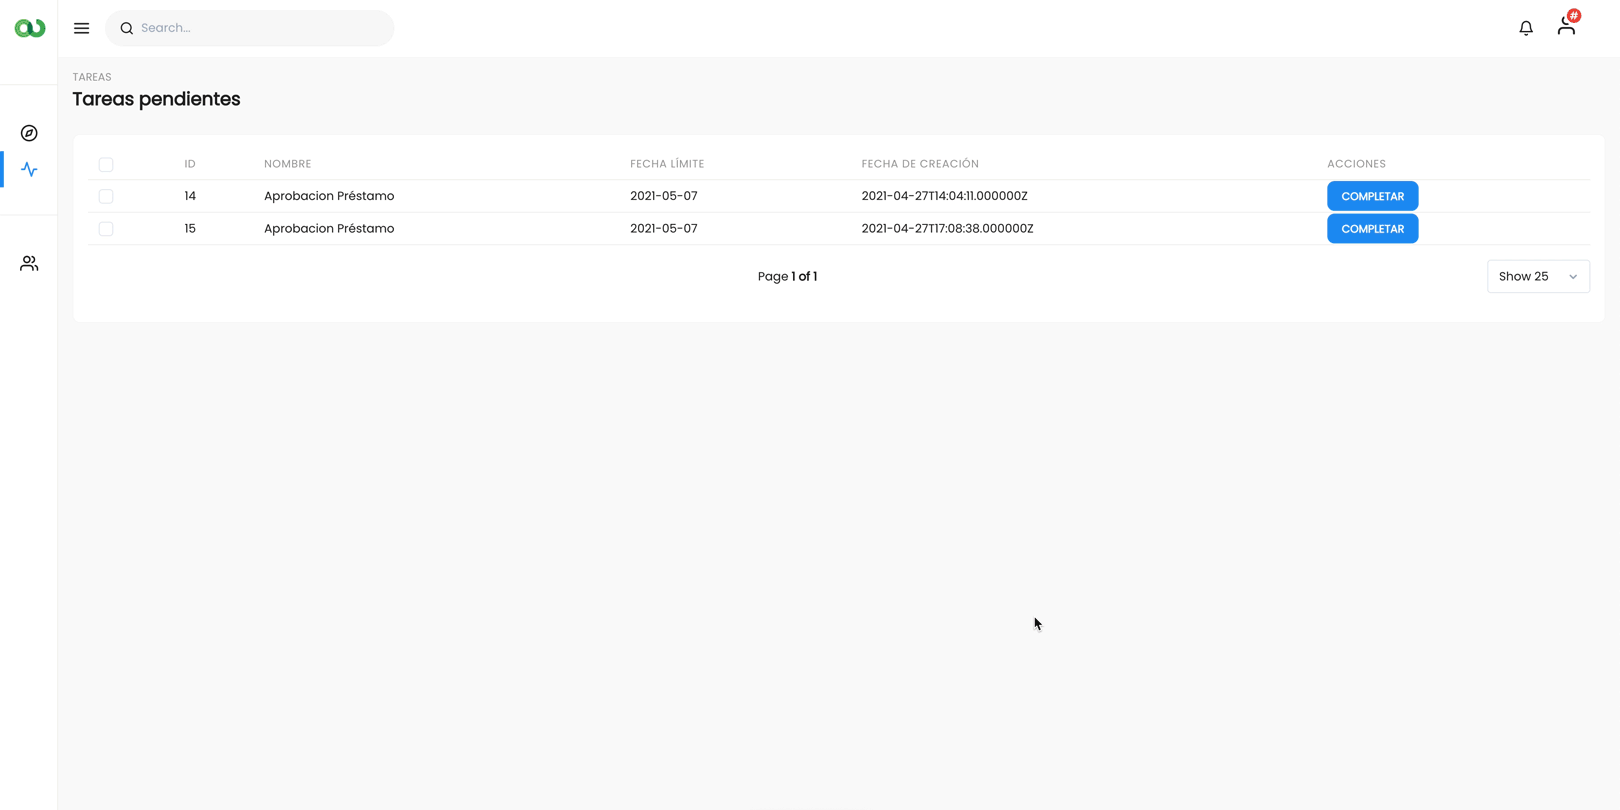 Search...
#
TAREAS
Tareas pendientes
ID NOMBRE FECHA LÍMITE FECHA DE CREACIÓN ACCIONES
14 Aprobacion Préstamo 2021-05-07 2021-04-27T14:04:11.000000Z COMPLETAR
15 Aprobacion Préstamo 2021-05-07 2021-04-27T17:08:38.000000Z COMPLETAR
Page 1 of 1 Show 25